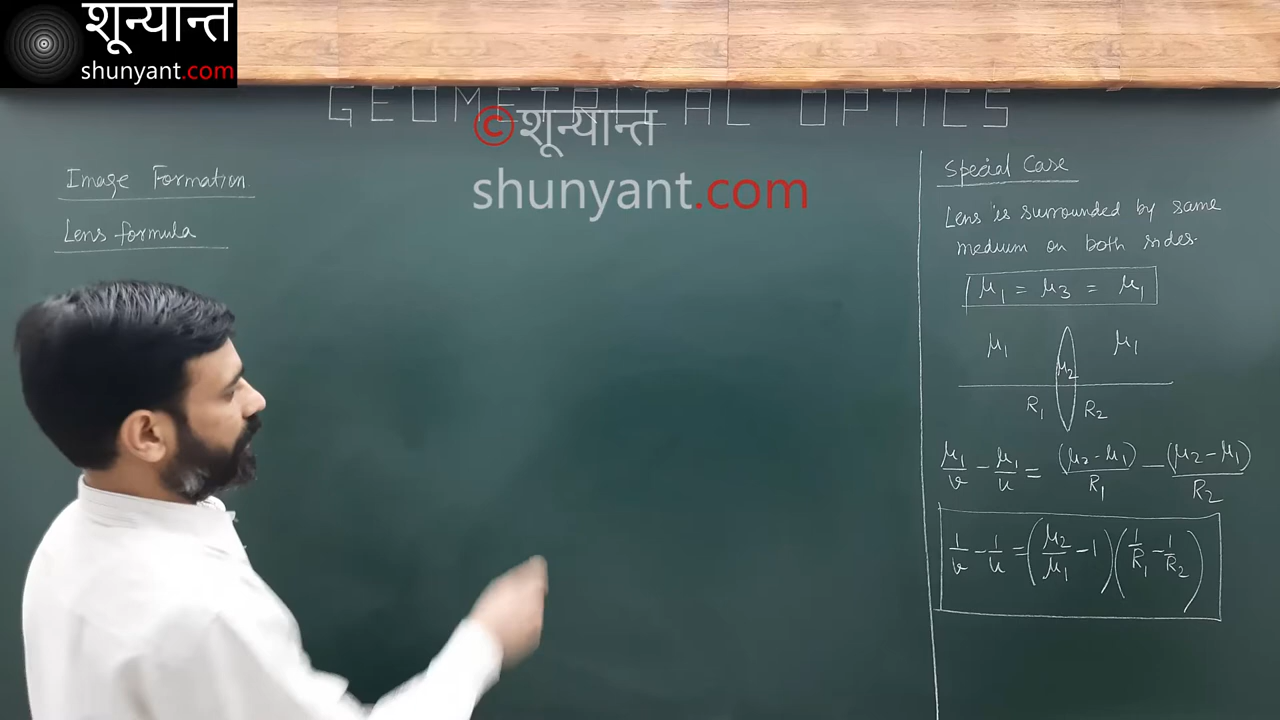 शून्यान्त
shunyant.com
GEOMETRICAL OPTICS
©शून्यान्त
shunyant.com
Image Formation
Lens formula
Special Case
Lens is surrounded by same
medium on both sides.
μ₁ = μ₃ = μ₁
μ₁ μ₂ μ₁
R₁ R₂
μ₁/v - μ₁/u = (μ₂-μ₁)/R₁ - (μ₂-μ₁)/R₂
1/v - 1/u = (μ₂/μ₁ - 1)(1/R₁ - 1/R₂)